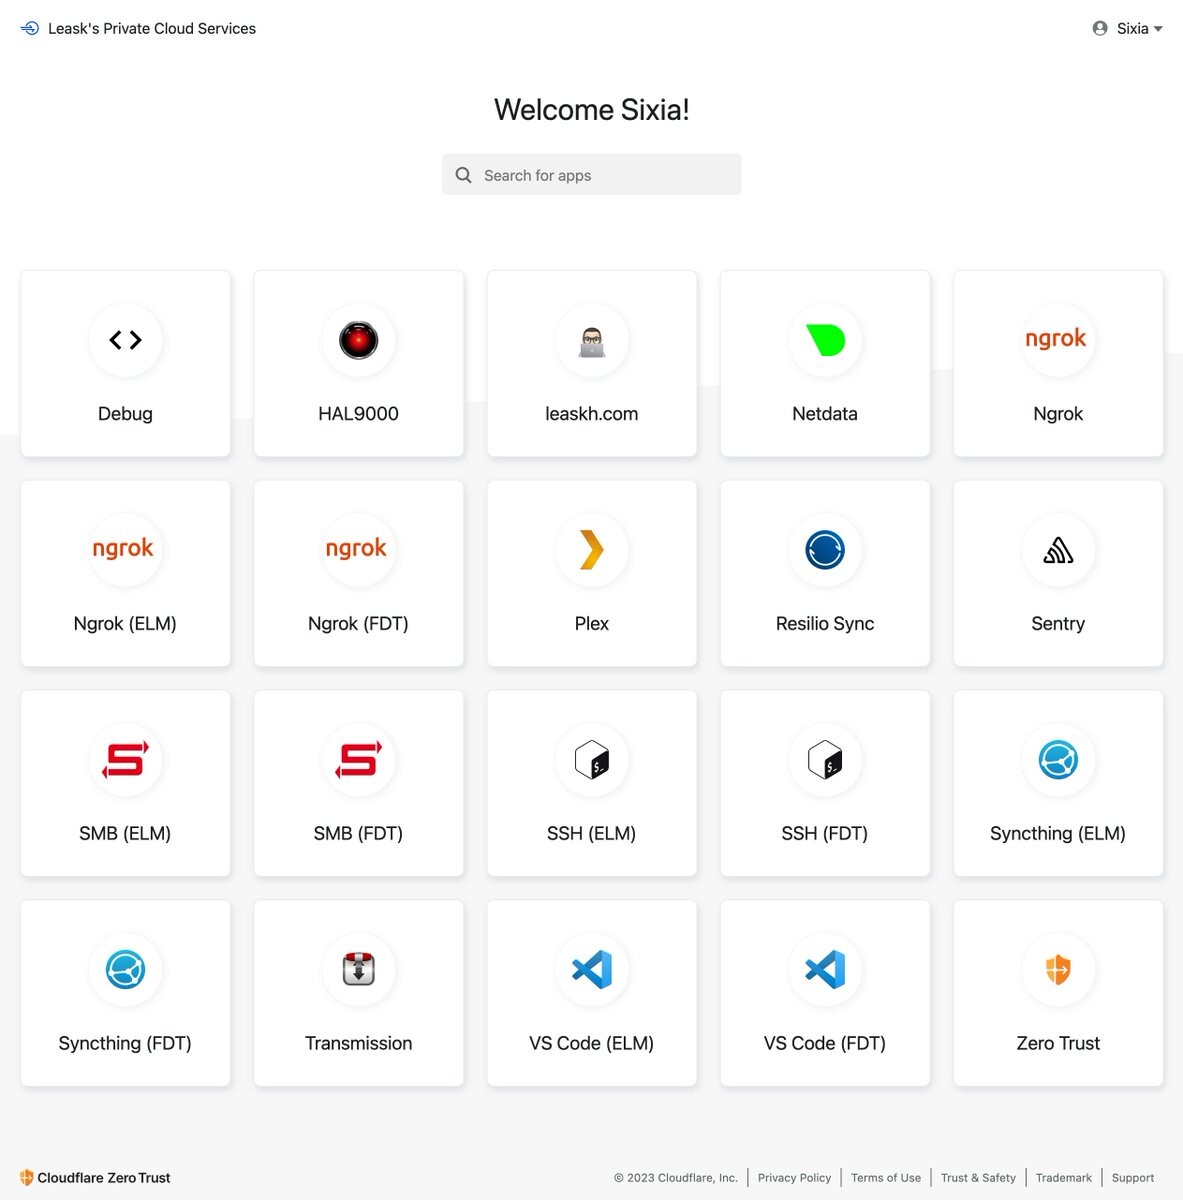 Leask's Private Cloud Services
Sixia
Welcome Sixia!
Search for apps
Debug
HAL9000
leaskh.com
Netdata
ngrok
Ngrok
ngrok
Ngrok (ELM)
ngrok
Ngrok (FDT)
Plex
Resilio Sync
Sentry
SMB (ELM)
SMB (FDT)
$_
SSH (ELM)
$_
SSH (FDT)
Syncthing (ELM)
Syncthing (FDT)
Transmission
VS Code (ELM)
VS Code (FDT)
Zero Trust
Cloudflare Zero Trust
© 2023 Cloudflare, Inc.
Privacy Policy
Terms of Use
Trust & Safety
Trademark
Support